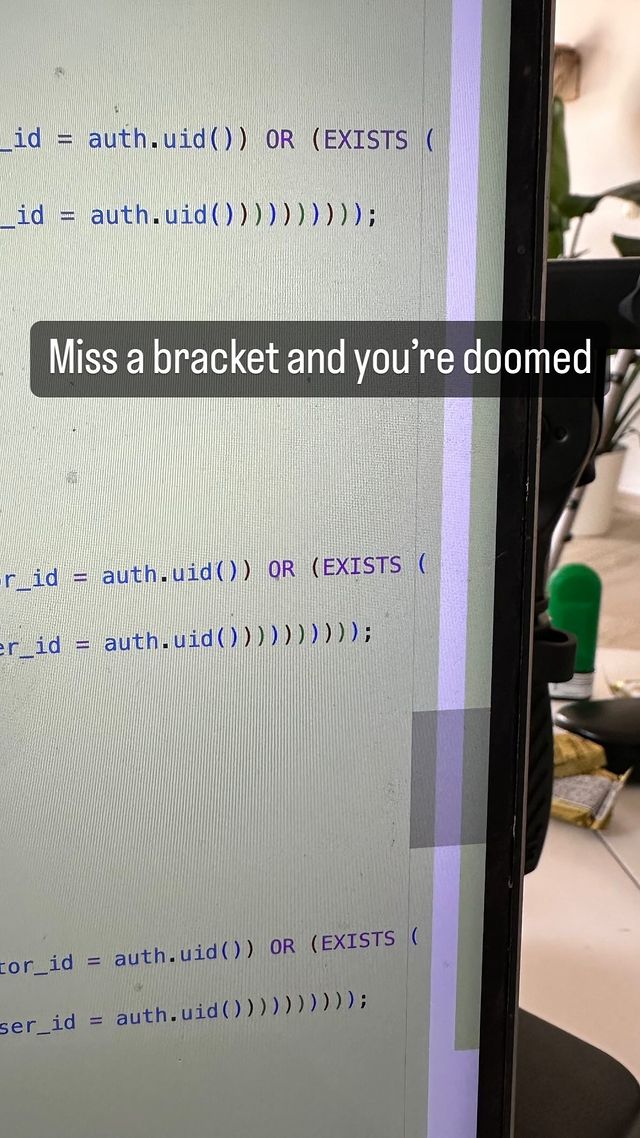 _id = auth.uid()) OR (EXISTS (
_id = auth.uid()))))))))));
Miss a bracket and you're doomed
r_id = auth.uid()) OR (EXISTS (
er_id = auth.uid()))))))))));
tor_id = auth.uid()) OR (EXISTS (
ser_id = auth.uid()))))))))));